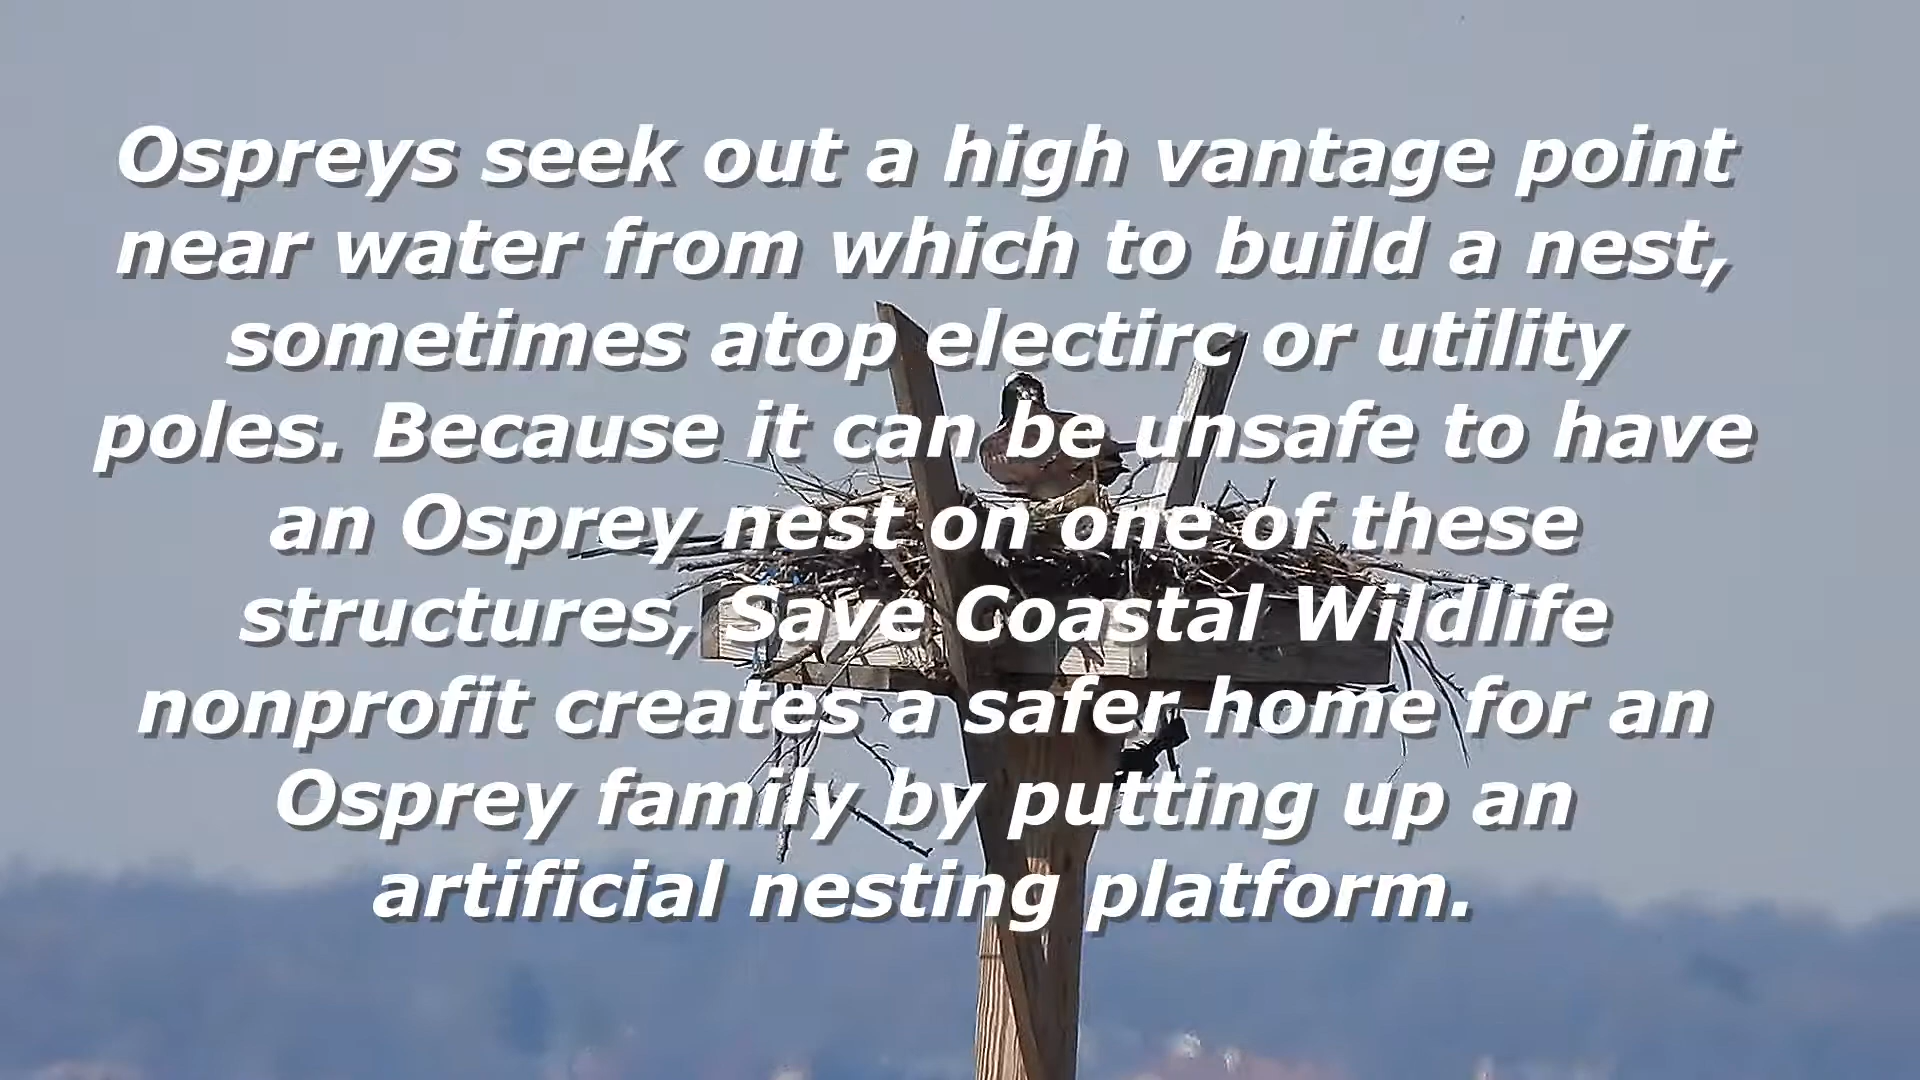 Ospreys seek out a high vantage point
near water from which to build a nest,
sometimes atop electirc or utility
poles. Because it can be unsafe to have
an Osprey nest on one of these
structures, Save Coastal Wildlife
nonprofit creates a safer home for an
Osprey family by putting up an
artificial nesting platform.